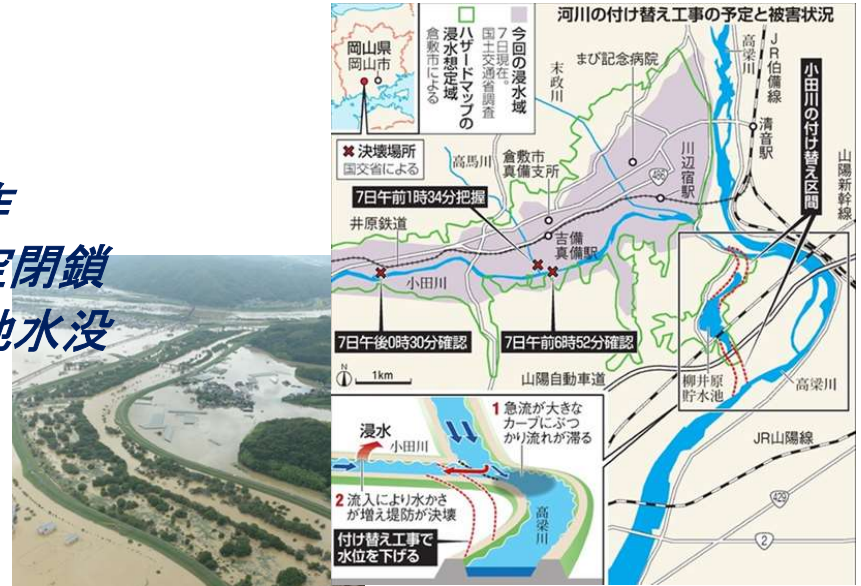 作
定閉鎖
地水没
河川の付け替え工事の予定と被害状況
岡山県
岡山市
今回の浸水域
7日現在。
国土交通省調査
ハザードマップの
浸水想定域
倉敷市による
✖決壊場所
国交省による
末政川
まび記念病院
高梁川
JR伯備線
小田川の付け替え区間
清音駅
山陽新幹線
高馬川
倉敷市
真備支所
川辺宿駅
486
7日午前1時34分把握
井原鉄道
吉備
真備駅
小田川
7日午後0時30分確認
7日午前6時52分確認
N
1km
山陽自動車道
柳井原
貯水池
高梁川
JR山陽線
429
2
浸水
小田川
1 急流が大きな
カーブにぶつ
かり流れが滞る
2 流入により水かさ
が増え堤防が決壊
高梁川
付け替え工事で
水位を下げる